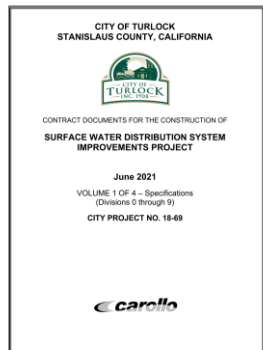 CITY OF TURLOCK
STANISLAUS COUNTY, CALIFORNIA
CITY OF
TURLOCK
INC. 1908
CONTRACT DOCUMENTS FOR THE CONSTRUCTION OF
SURFACE WATER DISTRIBUTION SYSTEM
IMPROVEMENTS PROJECT
June 2021
VOLUME 1 OF 4 – Specifications
(Divisions 0 through 9)
CITY PROJECT NO. 18-69
carollo